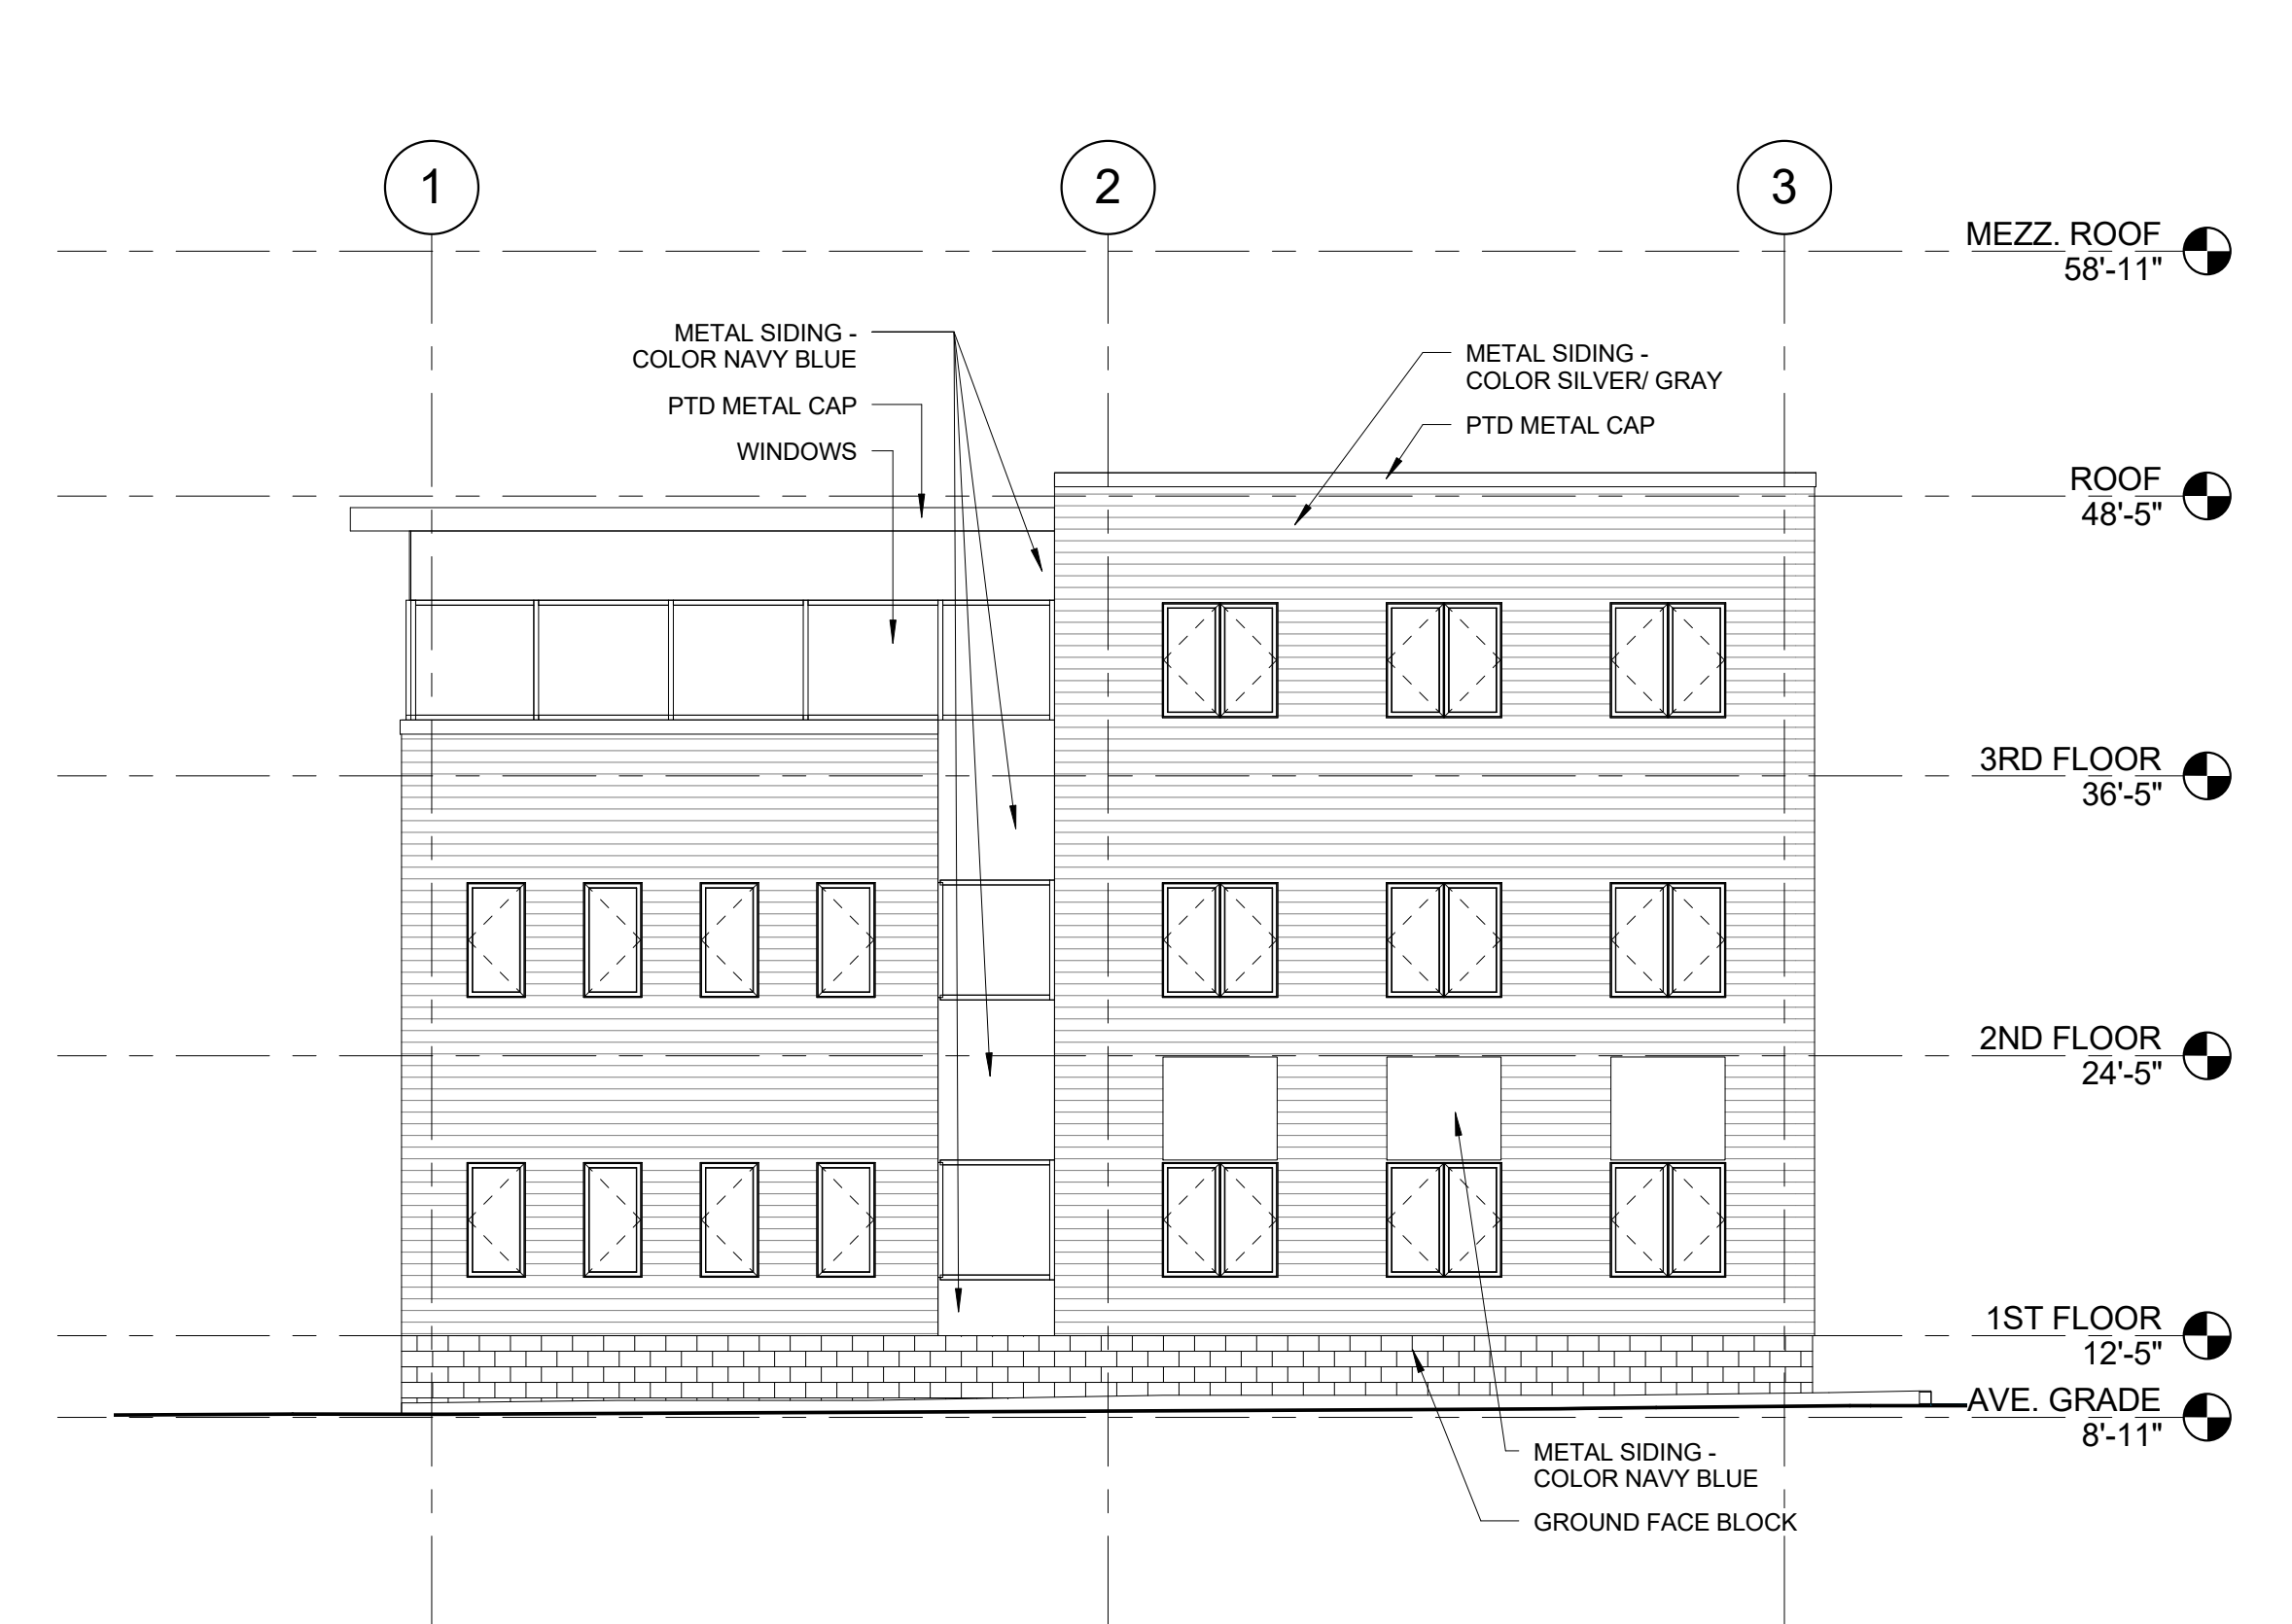 1
2
3
MEZZ. ROOF
58'-11"
METAL SIDING -
COLOR NAVY BLUE
METAL SIDING -
COLOR SILVER/ GRAY
PTD METAL CAP
PTD METAL CAP
WINDOWS
ROOF
48'-5"
3RD FLOOR
36'-5"
2ND FLOOR
24'-5"
1ST FLOOR
12'-5"
AVE. GRADE
8'-11"
METAL SIDING -
COLOR NAVY BLUE
GROUND FACE BLOCK